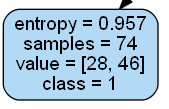 entropy = 0.957
samples = 74
value = [28, 46]
class = 1